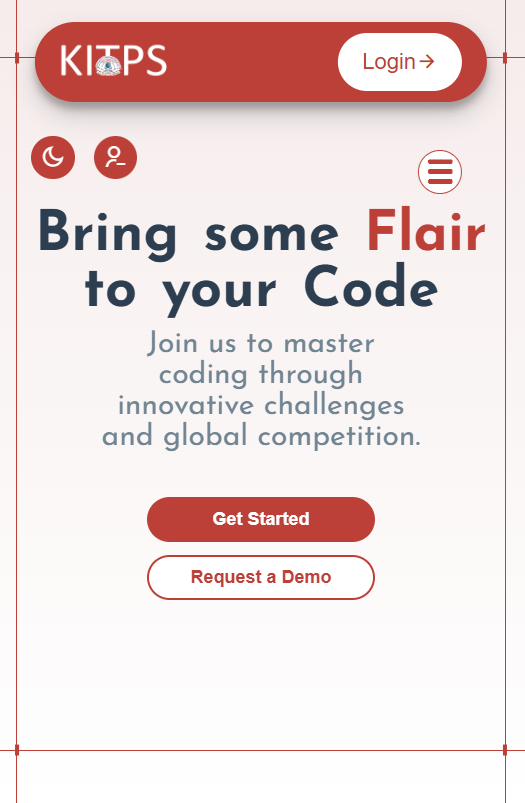 KITPS
Login
Bring some Flair
to your Code
Join us to master
coding through
innovative challenges
and global competition.
Get Started
Request a Demo